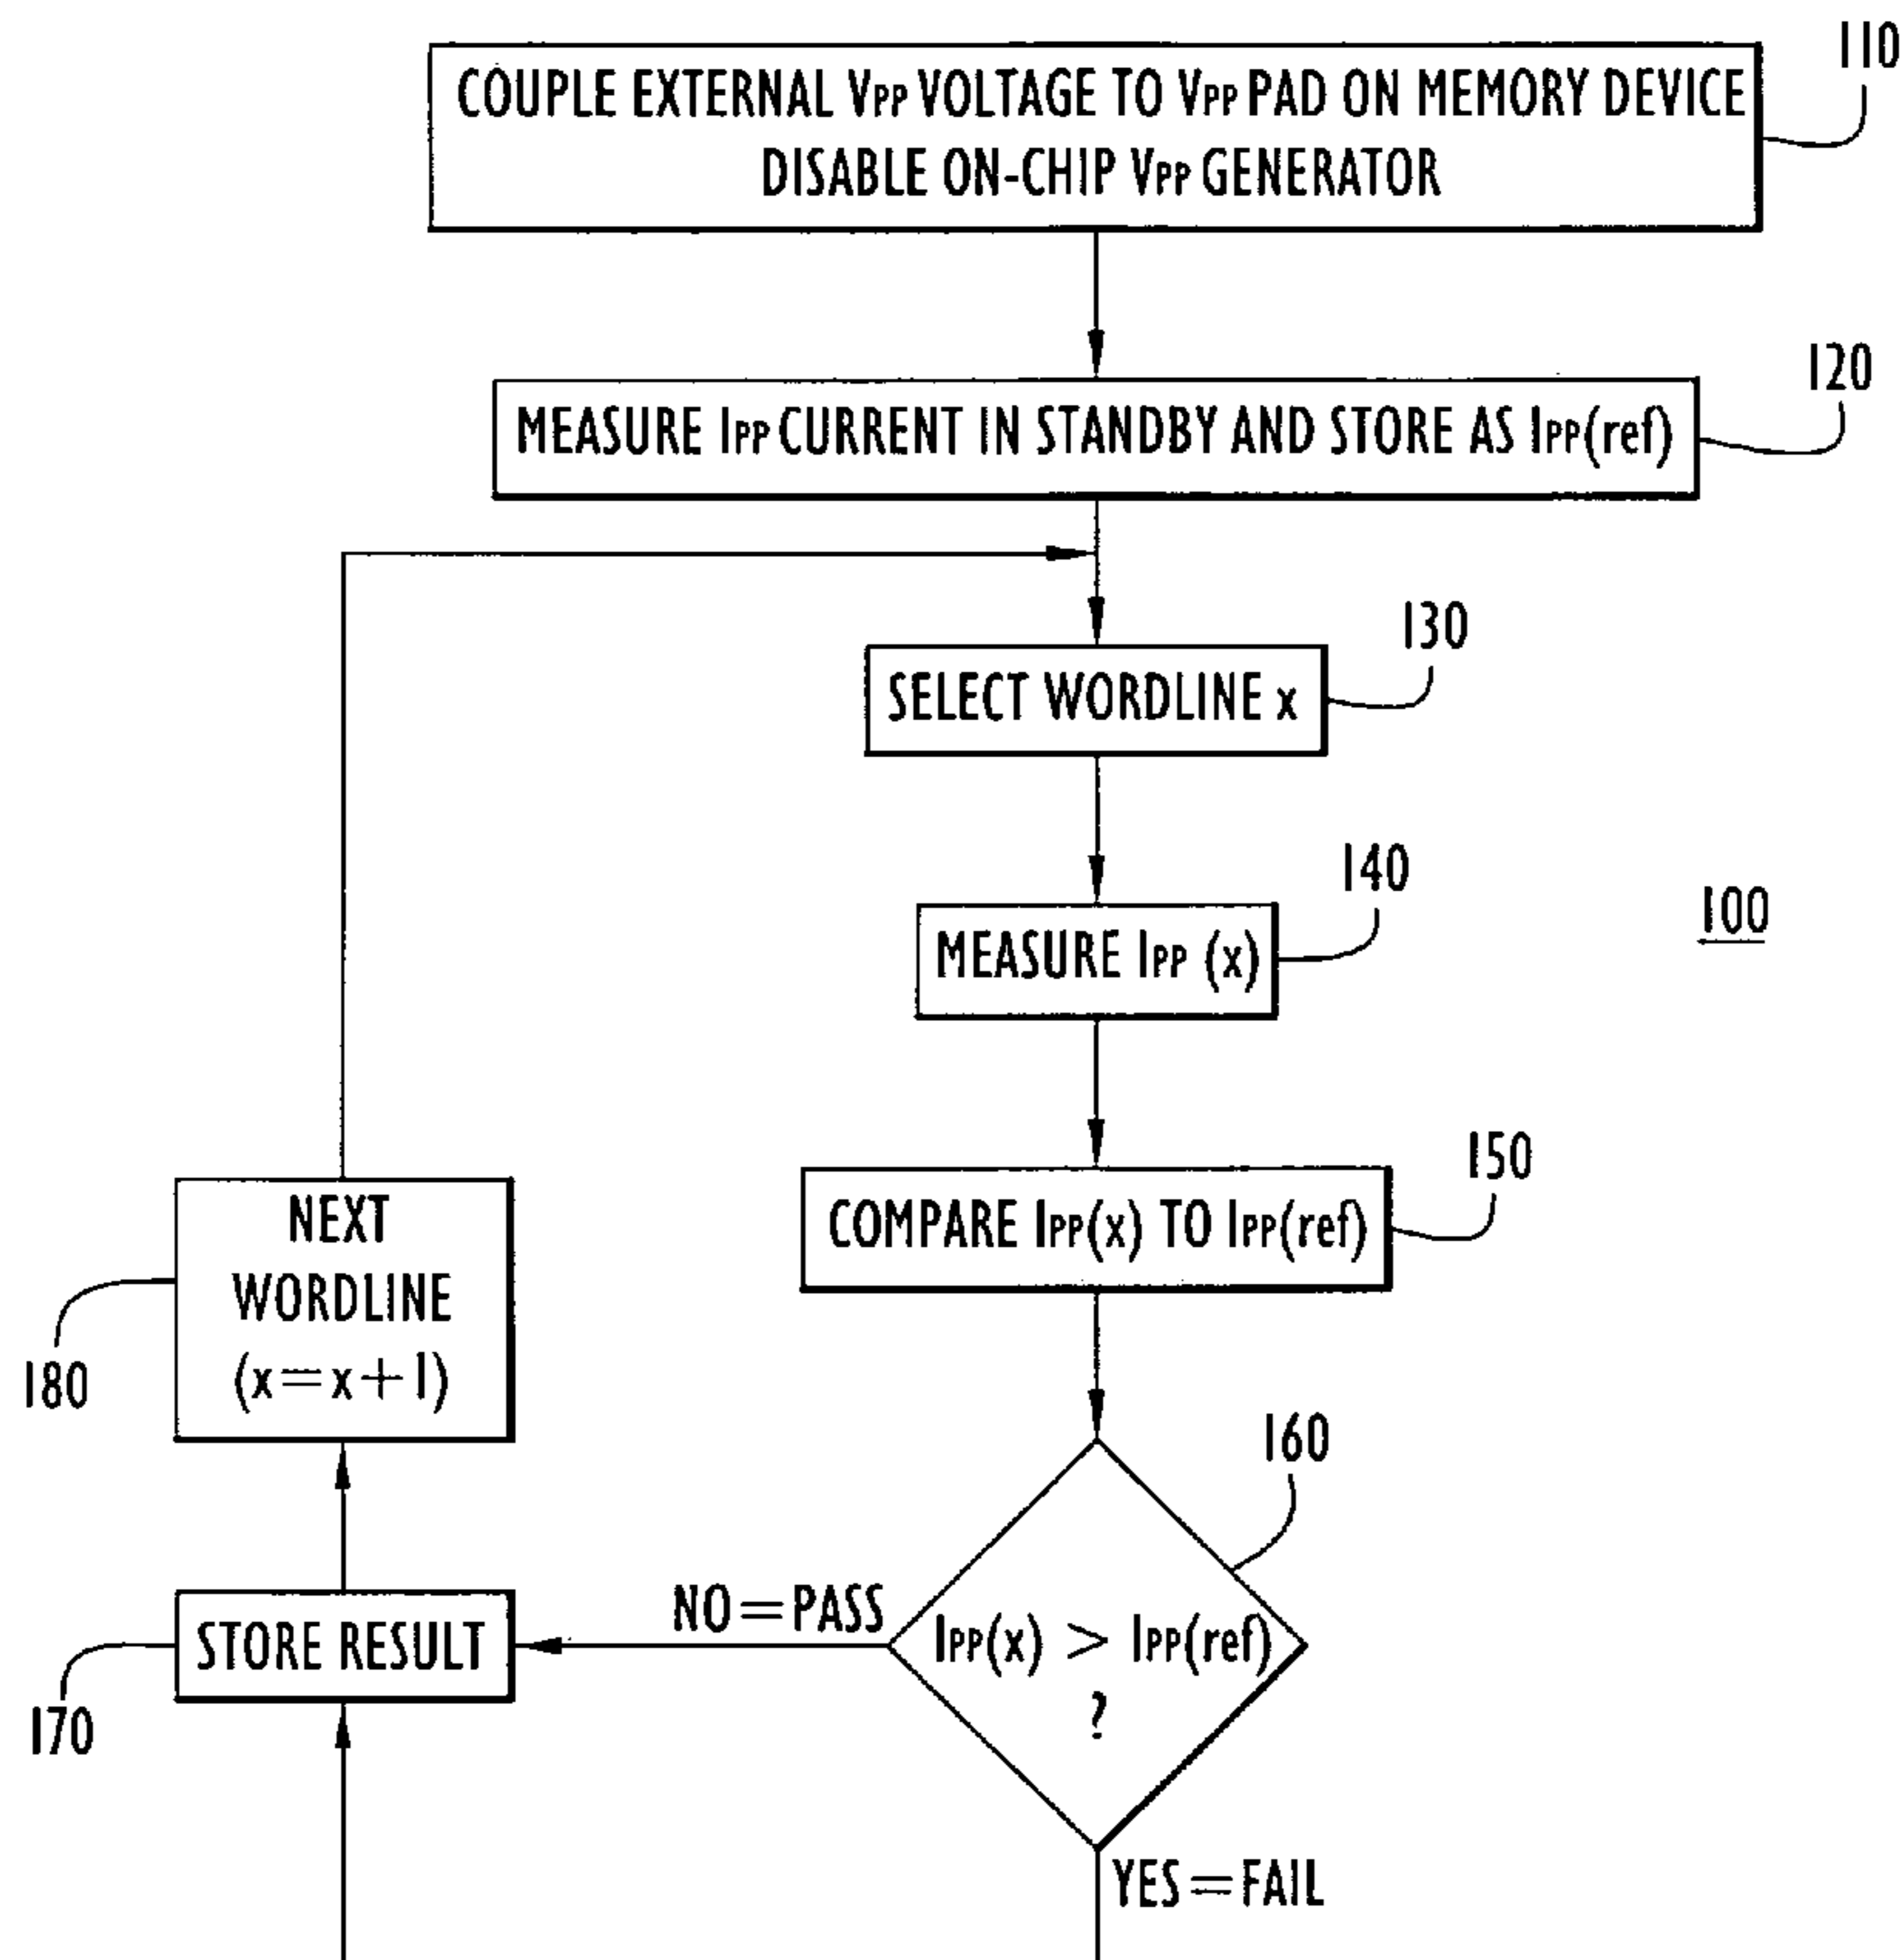 110
COUPLE EXTERNAL VPP VOLTAGE TO VPP PAD ON MEMORY DEVICE
DISABLE ON-CHIP VPP GENERATOR
120
MEASURE IPP CURRENT IN STANDBY AND STORE AS IPP(ref)
130
SELECT WORDLINE x
140
MEASURE IPP (x)
100
150
COMPARE IPP(x) TO IPP(ref)
NEXT
WORDLINE
(x=x+1)
180
160
IPP(x) > IPP(ref)
?
NO=PASS
STORE RESULT
170
YES=FAIL